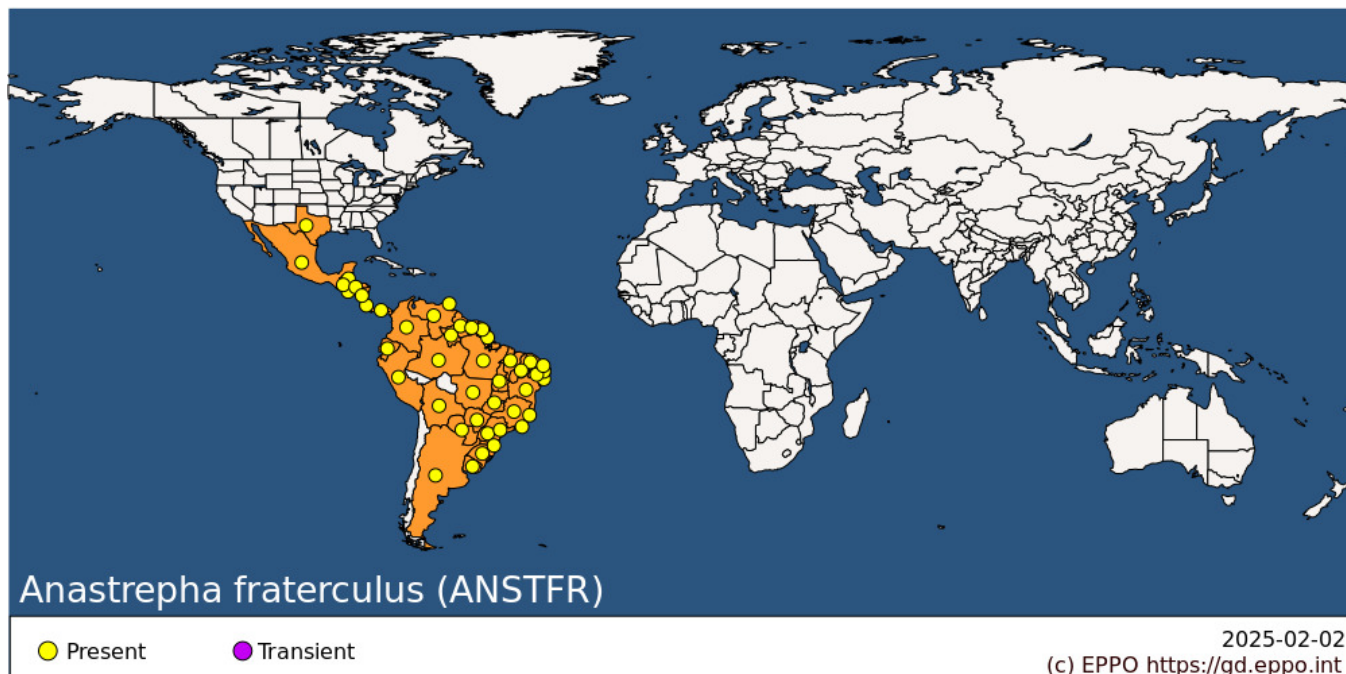 Anastrepha fraterculus (ANSTFR)
Present
Transient
2025-02-02
(c) EPPO https://gd.eppo.int